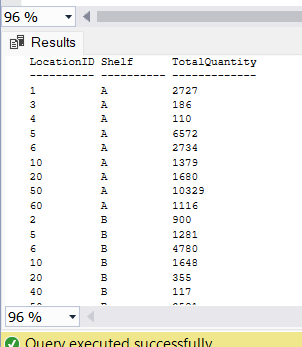 96 %
Results
LocationID Shelf TotalQuantity
---------- ---------- -------------
1 A 2727
3 A 186
4 A 110
5 A 6572
6 A 2734
10 A 1379
20 A 1680
50 A 10329
60 A 1116
2 B 900
5 B 1281
6 B 4780
10 B 1648
20 B 355
40 B 117
96 %
Query executed successfully